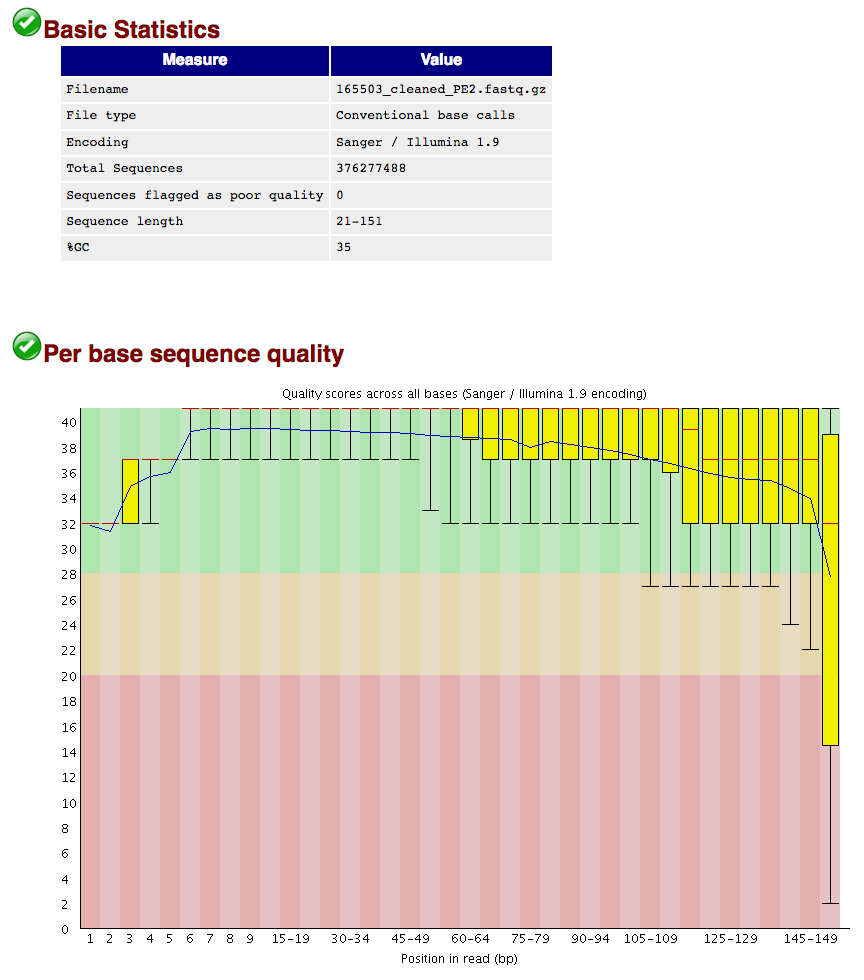 Basic Statistics
Measure Value
Filename 165503_cleaned_PE2.fastq.gz
File type Conventional base calls
Encoding Sanger / Illumina 1.9
Total Sequences 376277488
Sequences flagged as poor quality 0
Sequence length 21-151
%GC 35
Per base sequence quality
Quality scores across all bases (Sanger / Illumina 1.9 encoding)
40
38
36
34
32
30
28
26
24
22
20
18
16
14
12
10
8
6
4
2
0
1 2 3 4 5 6 7 8 9 15-19 30-34 45-49 60-64 75-79 90-94 105-109 125-129 145-149
Position in read (bp)